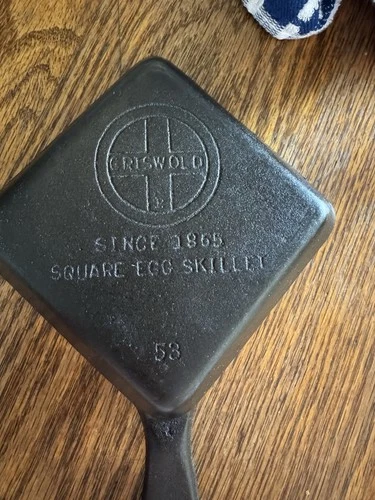 GRISWOLD
SINCE 1865
SQUARE EGG SKILLET
53